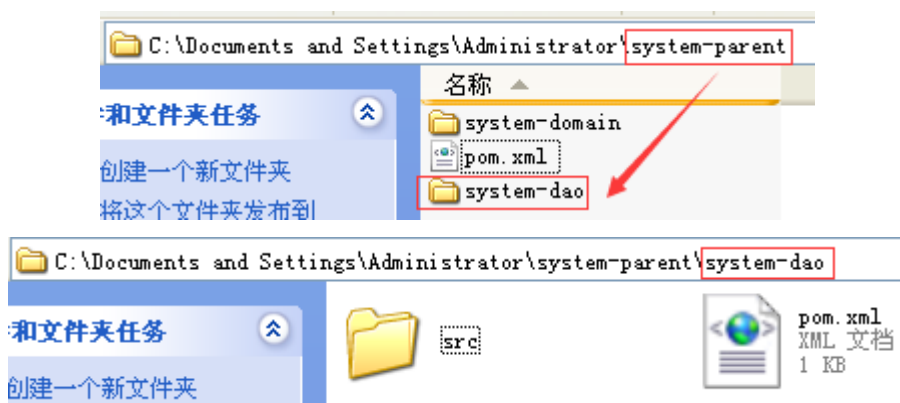 C:\Documents and Settings\Administrator\system-parent
名称
和文件夹任务
system-domain
pom.xml
创建一个新文件夹
system-dao
将这个文件夹发布到
C:\Documents and Settings\Administrator\system-parent\system-dao
和文件夹任务
src
pom.xml
XML 文档
1 KB
创建一个新文件夹